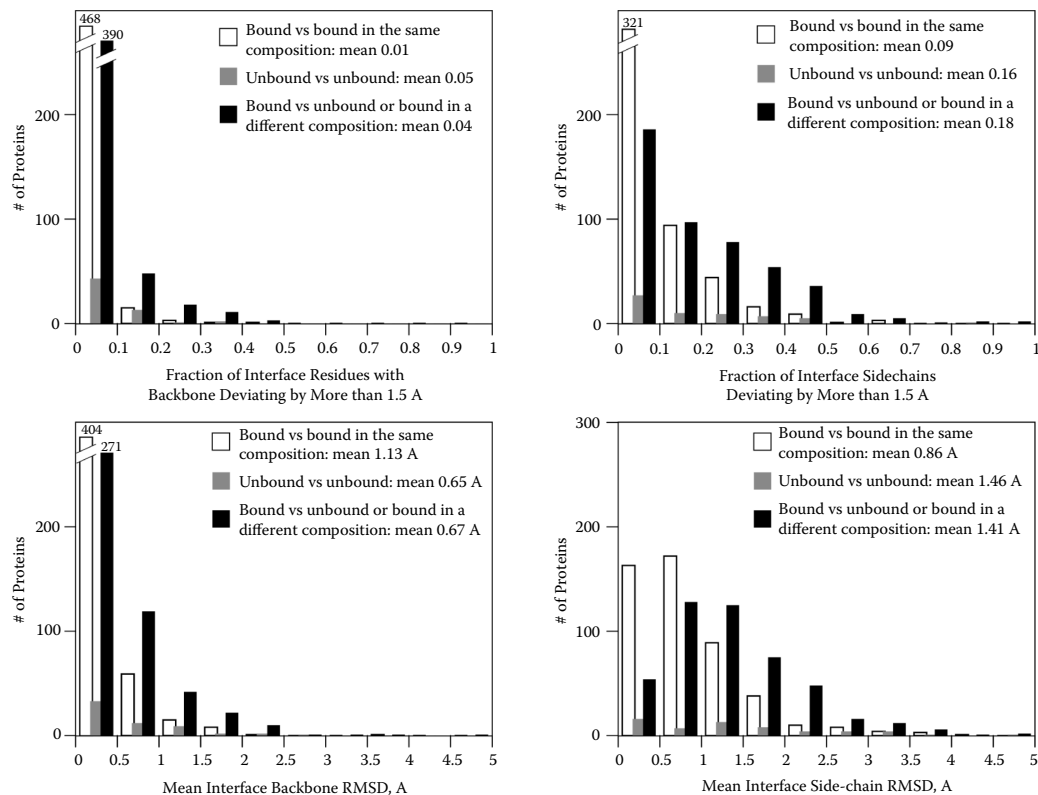 468
390
Bound vs bound in the same
composition: mean 0.01
Unbound vs unbound: mean 0.05
Bound vs unbound or bound in a
different composition: mean 0.04
# of Proteins
200
100
0
0 0.1 0.2 0.3 0.4 0.5 0.6 0.7 0.8 0.9 1
Fraction of Interface Residues with
Backbone Deviating by More than 1.5 A
321
Bound vs bound in the same
composition: mean 0.09
Unbound vs unbound: mean 0.16
Bound vs unbound or bound in a
different composition: mean 0.18
# of Proteins
200
100
0
0 0.1 0.2 0.3 0.4 0.5 0.6 0.7 0.8 0.9 1
Fraction of Interface Sidechains
Deviating by More than 1.5 A
404
271
Bound vs bound in the same
composition: mean 1.13 A
Unbound vs unbound: mean 0.65 A
Bound vs unbound or bound in a
different composition: mean 0.67 A
# of Proteins
200
100
0
0 0.5 1 1.5 2 2.5 3 3.5 4 4.5 5
Mean Interface Backbone RMSD, A
300
Bound vs bound in the same
composition: mean 0.86 A
Unbound vs unbound: mean 1.46 A
Bound vs unbound or bound in a
different composition: mean 1.41 A
# of Proteins
200
100
0
0 0.5 1 1.5 2 2.5 3 3.5 4 4.5 5
Mean Interface Side-chain RMSD, A